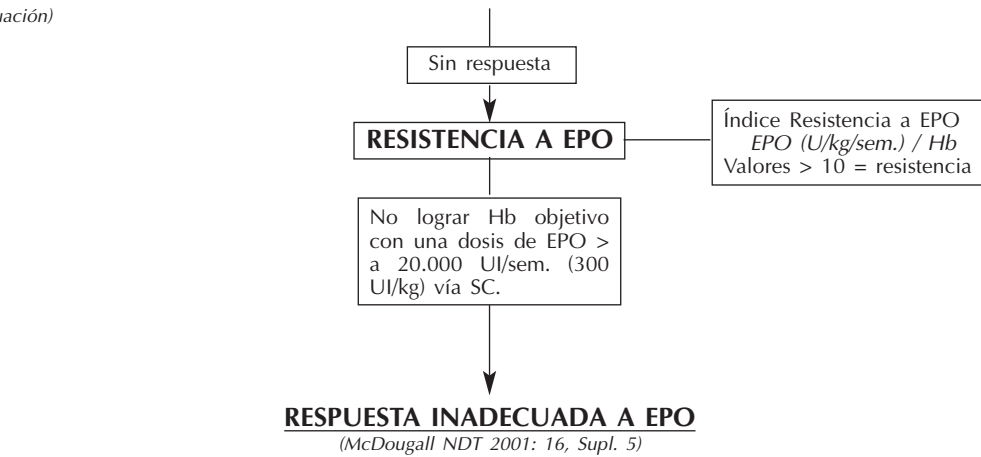 uación)
Sin respuesta
RESISTENCIA A EPO
Índice Resistencia a EPO
EPO (U/kg/sem.) / Hb
Valores > 10 = resistencia
No lograr Hb objetivo
con una dosis de EPO >
a 20.000 UI/sem. (300
UI/kg) vía SC.
RESPUESTA INADECUADA A EPO
(McDougall NDT 2001: 16, Supl. 5)